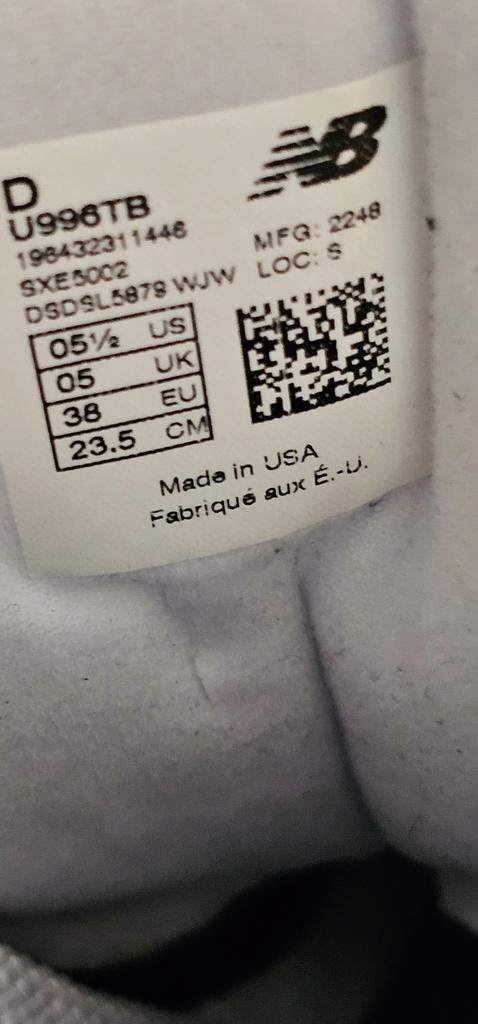 D
U996TB
196432311446
SXE5002
DSDSL5879 WJW
NB
MFG: 2248
LOC: S
05½ US
05 UK
38 EU
23.5 CM
Made in USA
Fabriqué aux É.-U.